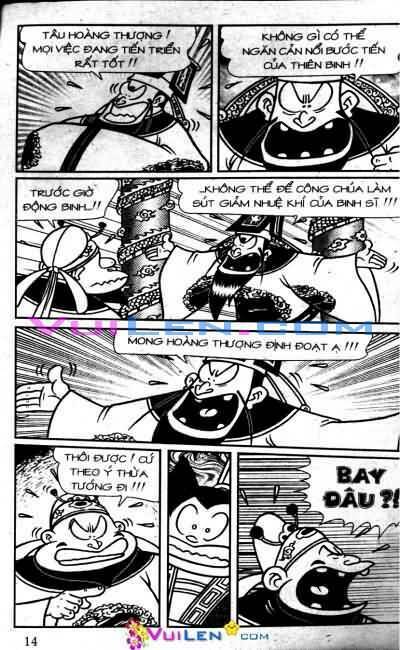 TÂU HOÀNG THƯỢNG !
MỌI VIỆC ĐANG TIẾN TRIỂN
RẤT TỐT !!
KHÔNG GÌ CÓ THỂ
NGĂN CẢN NỔI BƯỚC TIẾN
CỦA THIÊN BINH !!
TRƯỚC GIỜ
ĐỘNG BINH...!!
...KHÔNG THỂ ĐỂ CÔNG CHÚA LÀM
SÚT GIẢM NHUỆ KHÍ CỦA BINH SĨ !!!
VUILEN.COM
MONG HOÀNG THƯỢNG ĐỊNH ĐOẠT Ạ !!!
THÔI ĐƯỢC ! CỨ
THEO Ý THỪA
TƯỚNG ĐI !!!
BAY
ĐÂU ?!
14
VUILEN.COM